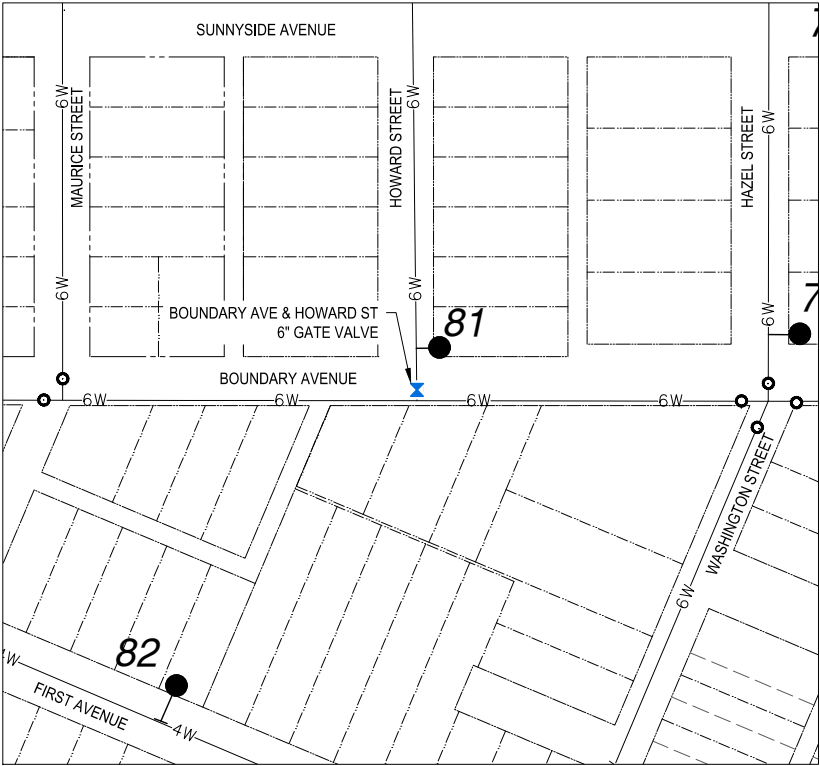 SUNNYSIDE AVENUE
6W
6W
6W
MAURICE STREET
HOWARD STREET
HAZEL STREET
6W
6W
6W
BOUNDARY AVE & HOWARD ST
6" GATE VALVE
81
7
BOUNDARY AVENUE
6W
6W
6W
6W
WASHINGTON STREET
6W
82
4W
FIRST AVENUE
4W